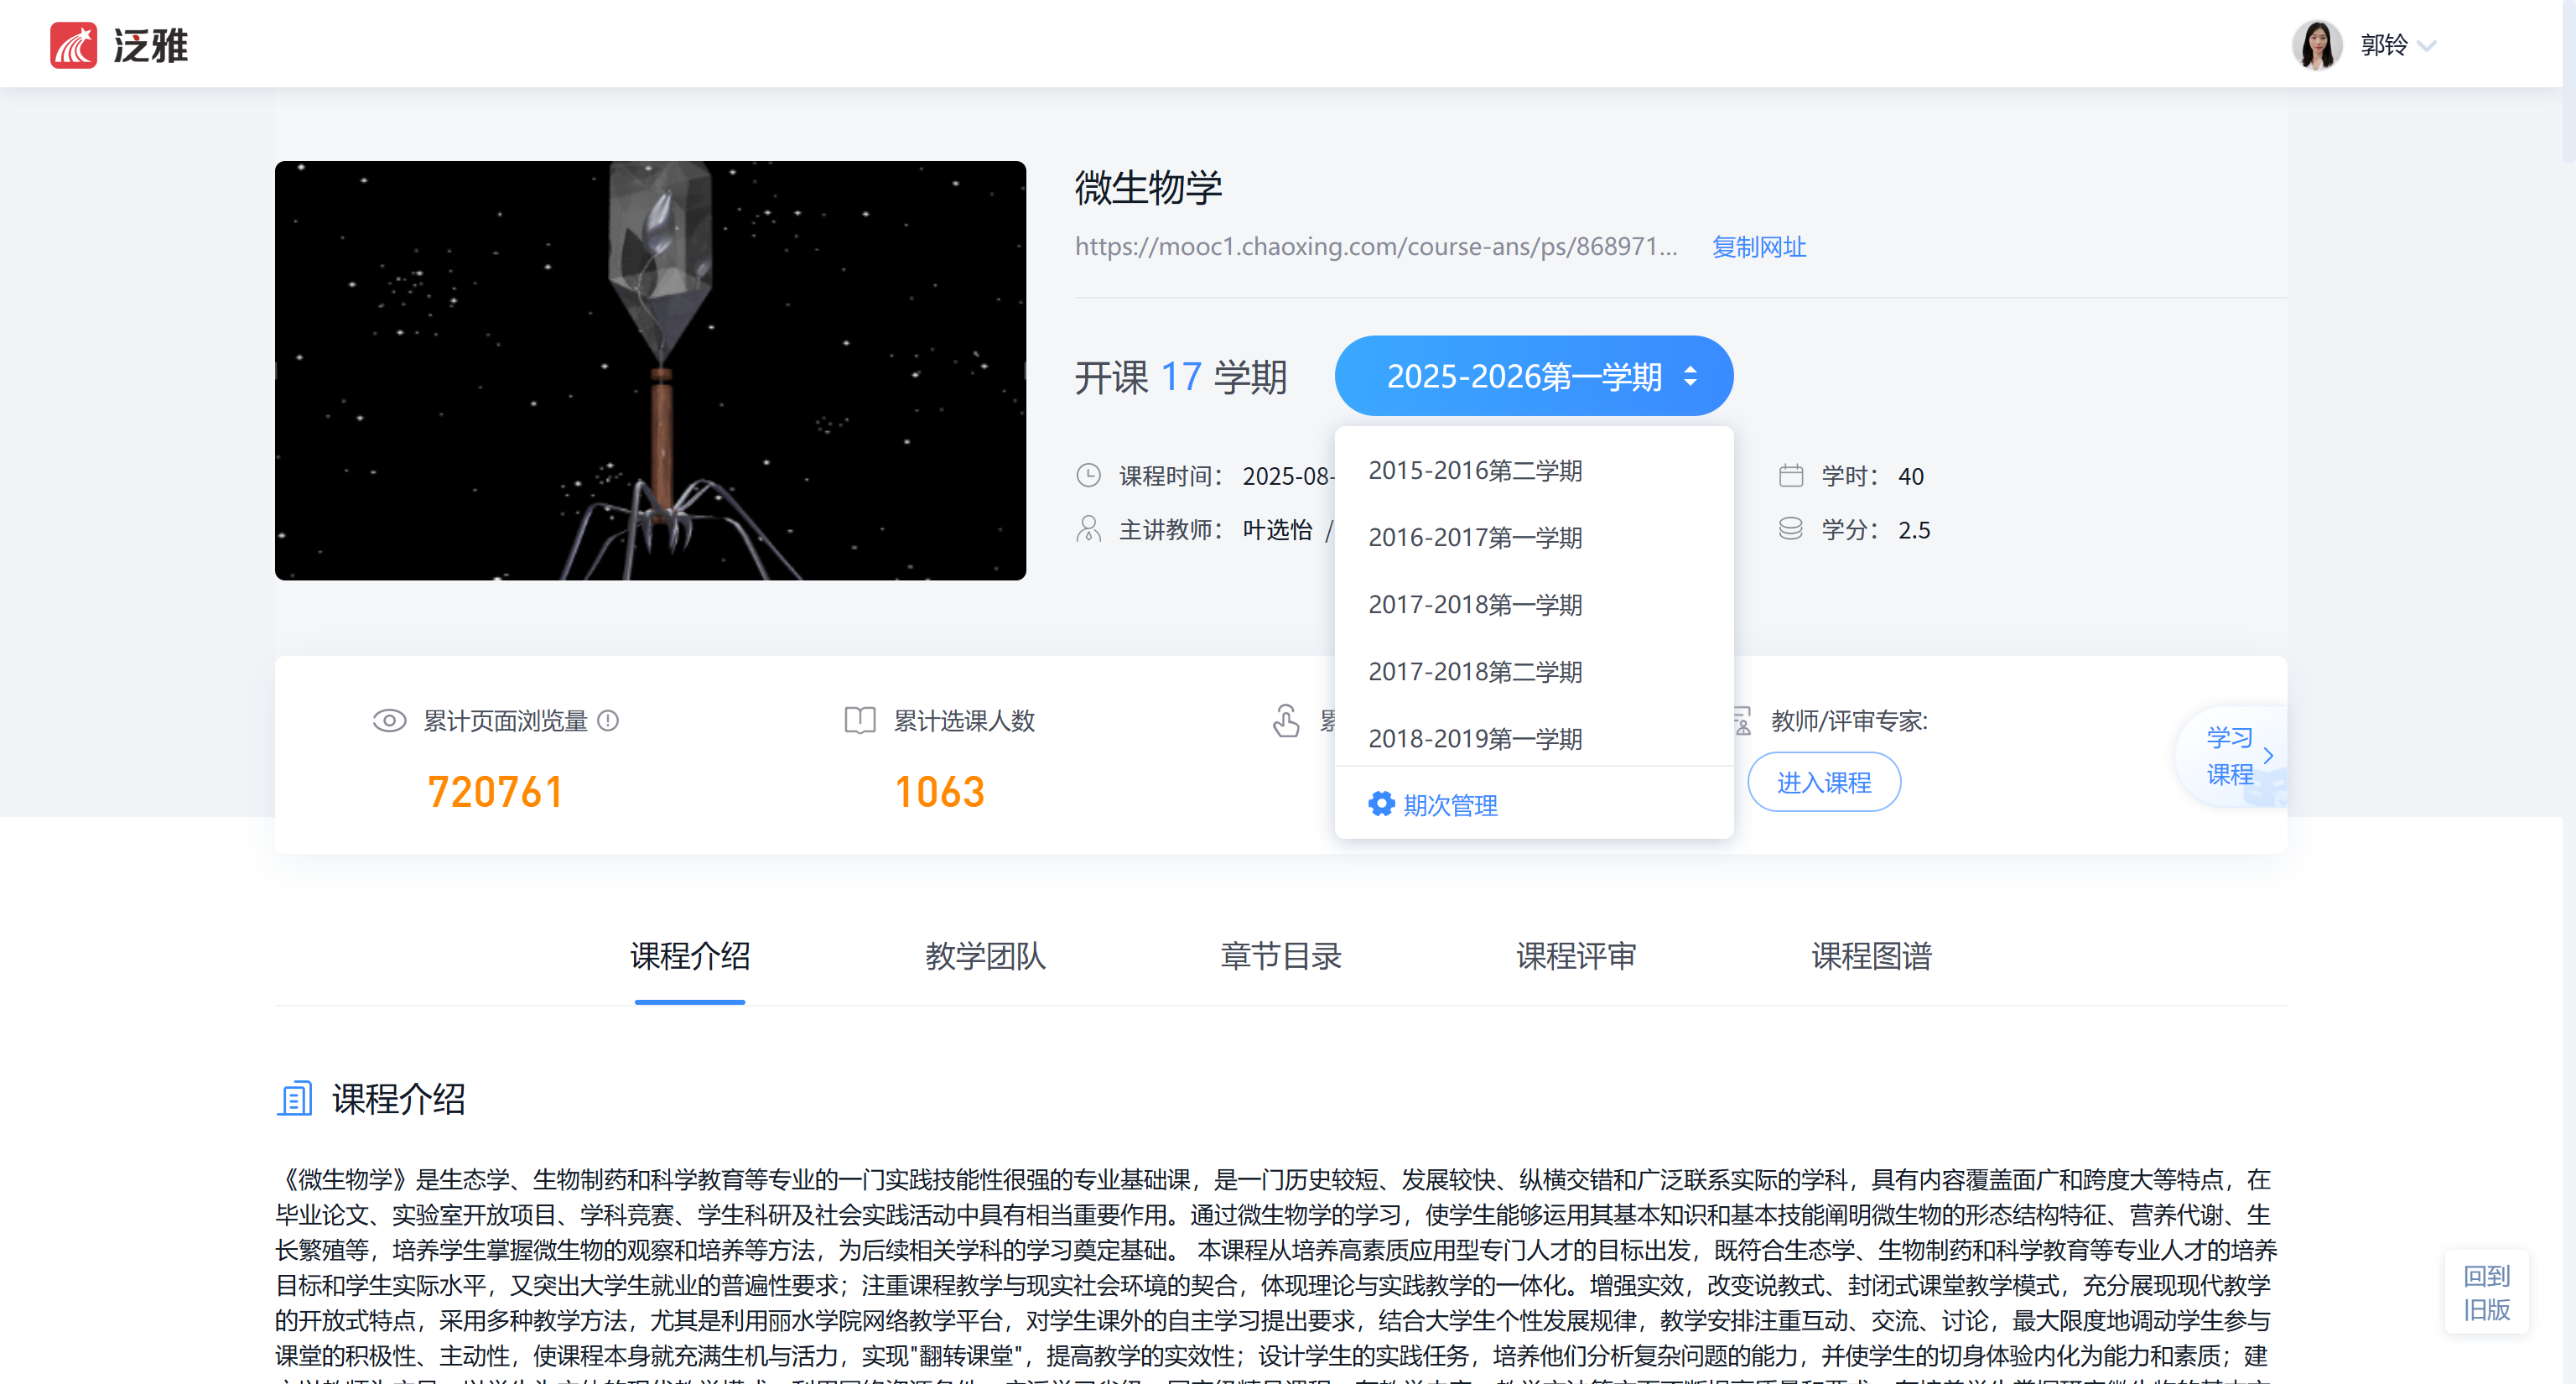 泛雅
郭铃
微生物学
https://mooc1.chaoxing.com/course-ans/ps/868971... 复制网址
开课 17 学期 2025-2026第一学期
课程时间： 2025-08- 学时： 40
主讲教师： 叶选怡 / 学分： 2.5
2015-2016第二学期
2016-2017第一学期
2017-2018第一学期
2017-2018第二学期
2018-2019第一学期
期次管理
累计页面浏览量 累计选课人数 累 教师/评审专家:
720761 1063 进入课程
学习
课程
课程介绍 教学团队 章节目录 课程评审 课程图谱
课程介绍
《微生物学》是生态学、生物制药和科学教育等专业的一门实践技能性很强的专业基础课，是一门历史较短、发展较快、纵横交错和广泛联系实际的学科，具有内容覆盖面广和跨度大等特点，在
毕业论文、实验室开放项目、学科竞赛、学生科研及社会实践活动中具有相当重要作用。通过微生物学的学习，使学生能够运用其基本知识和基本技能阐明微生物的形态结构特征、营养代谢、生
长繁殖等，培养学生掌握微生物的观察和培养等方法，为后续相关学科的学习奠定基础。 本课程从培养高素质应用型专门人才的目标出发，既符合生态学、生物制药和科学教育等专业人才的培养
目标和学生实际水平，又突出大学生就业的普遍性要求；注重课程教学与现实社会环境的契合，体现理论与实践教学的一体化。增强实效，改变说教式、封闭式课堂教学模式，充分展现现代教学
的开放式特点，采用多种教学方法，尤其是利用丽水学院网络教学平台，对学生课外的自主学习提出要求，结合大学生个性发展规律，教学安排注重互动、交流、讨论，最大限度地调动学生参与
课堂的积极性、主动性，使课程本身就充满生机与活力，实现"翻转课堂"，提高教学的实效性；设计学生的实践任务，培养他们分析复杂问题的能力，并使学生的切身体验内化为能力和素质；建
回到
旧版